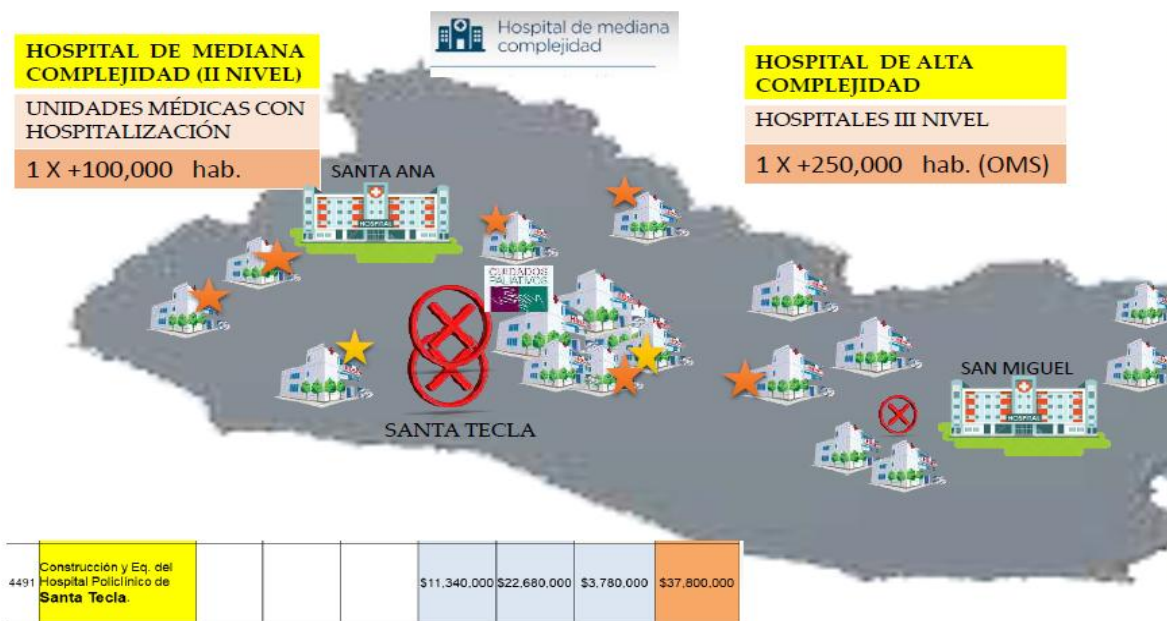 Hospital de mediana
complejidad
HOSPITAL DE MEDIANA
COMPLEJIDAD (II NIVEL)
UNIDADES MÉDICAS CON
HOSPITALIZACIÓN
1 X +100,000 hab.
HOSPITAL DE ALTA
COMPLEJIDAD
HOSPITALES III NIVEL
1 X +250,000 hab. (OMS)
SANTA ANA
HOSPITAL
CUIDADOS
PALIATIVOS
SAN MIGUEL
HOSPITAL
SANTA TECLA
4491 Construcción y Eq. del
Hospital Policlínico de
Santa Tecla.
$11,340,000 $22,680,000 $3,780,000 $37,800,000